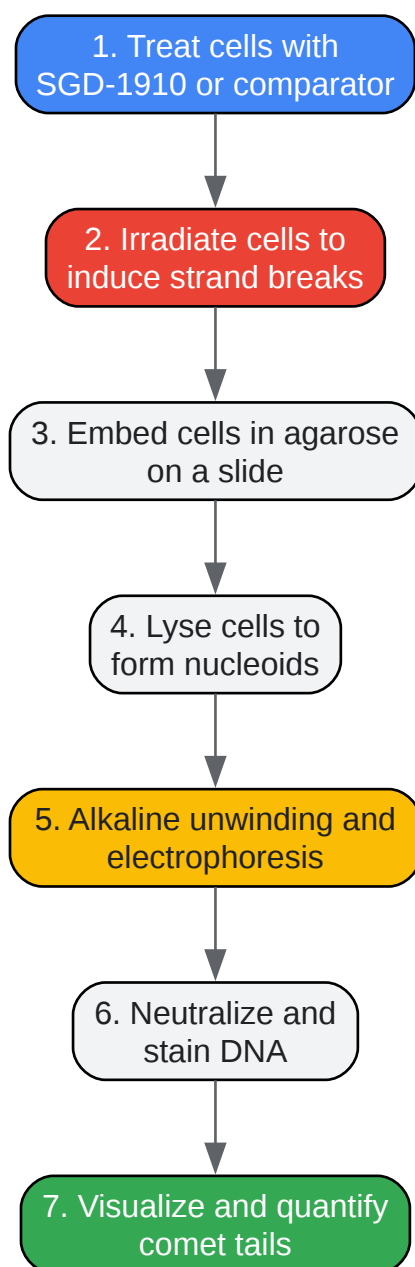 1. Treat cells with
SGD-1910 or comparator
2. Irradiate cells to
induce strand breaks
3. Embed cells in agarose
on a slide
4. Lyse cells to
form nucleoids
5. Alkaline unwinding and
electrophoresis
6. Neutralize and
stain DNA
7. Visualize and quantify
comet tails